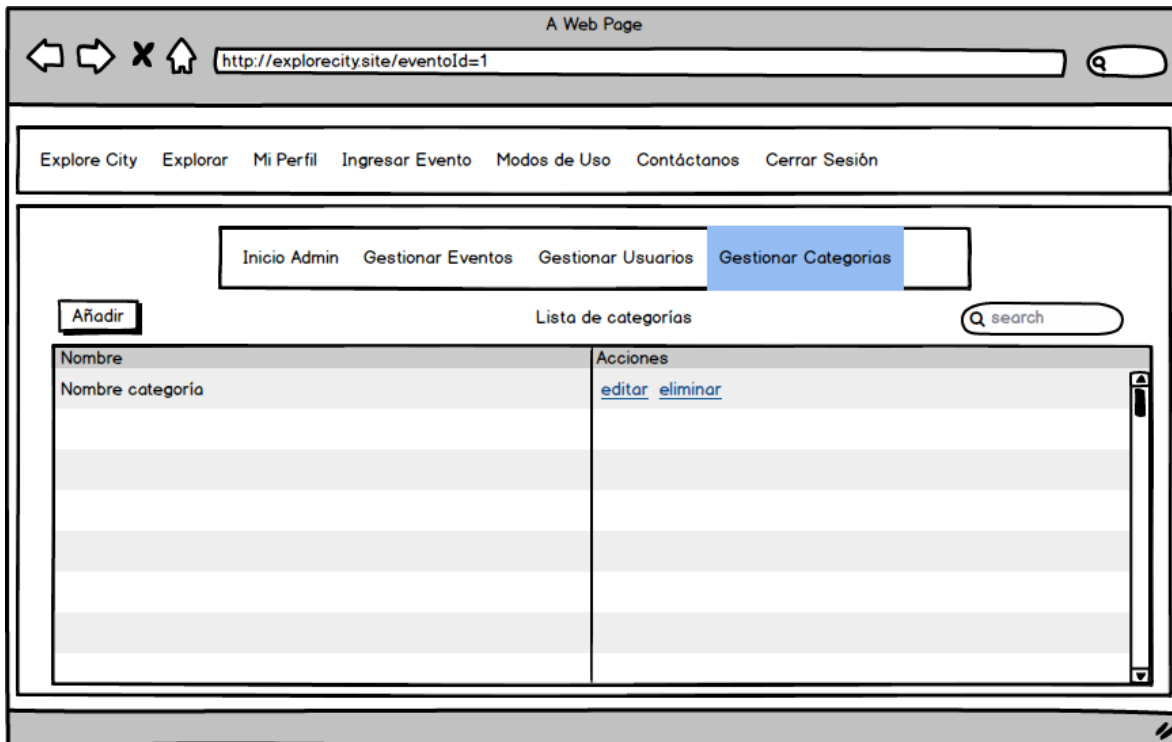 A Web Page
http://explorecity.site/eventoId=1
Explore City Explorar Mi Perfil Ingresar Evento Modos de Uso Contáctanos Cerrar Sesión
Inicio Admin Gestionar Eventos Gestionar Usuarios Gestionar Categorias
Añadir Lista de categorías search
Nombre Acciones
Nombre categoría editar eliminar